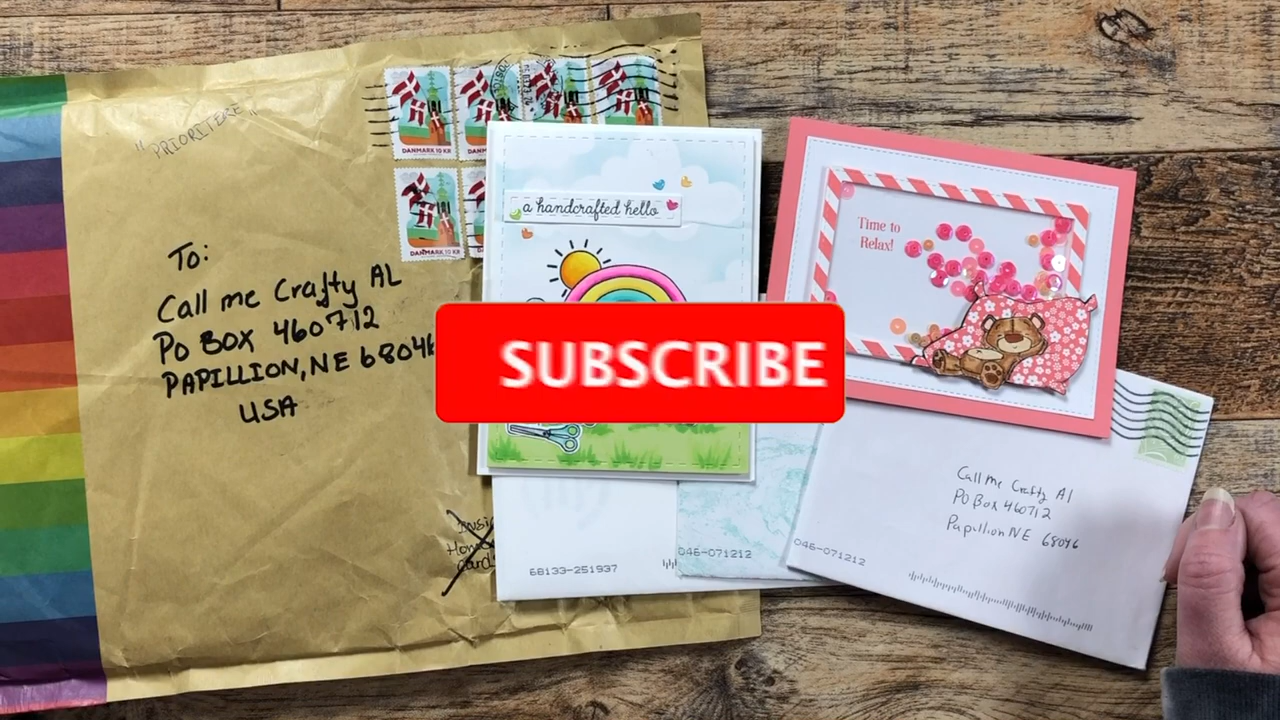 "PRIORITERE"
DANMARK 10 KR
DANMARK 10 KR
To:
Call me Crafty AL
PO Box 460712
PAPILLION, NE 68046
USA
a handcrafted hello
Time to
Relax!
SUBSCRIBE
Call Me Crafty Al
PO Box 460712
Papillion NE 68046
68133-251937
046-071212
046-071212